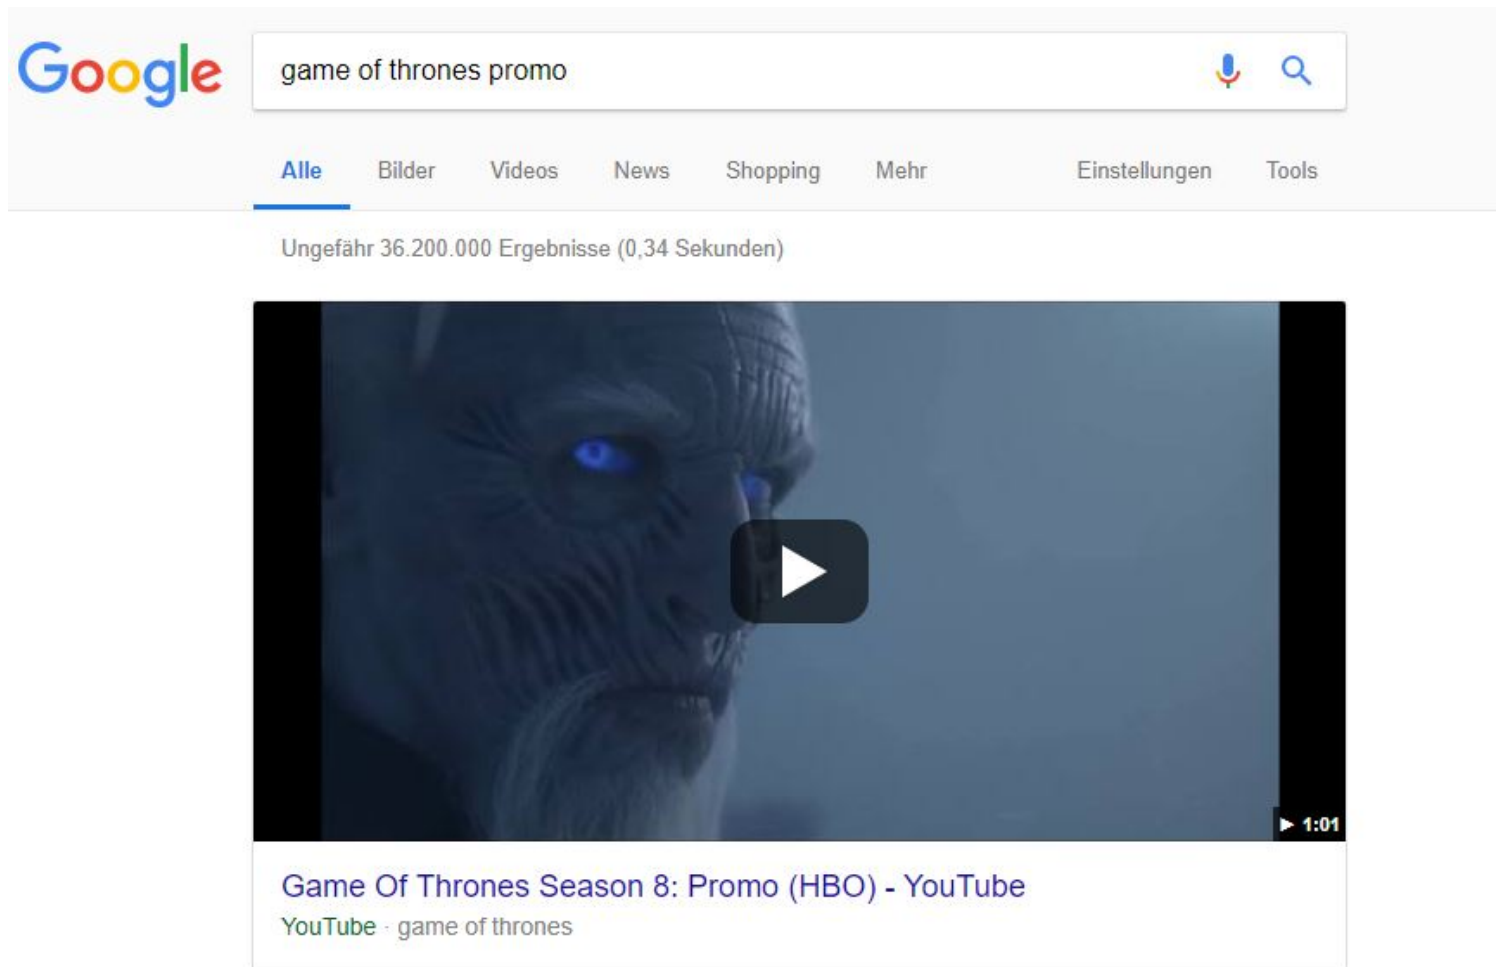 Google game of thrones promo
Alle Bilder Videos News Shopping Mehr Einstellungen Tools
Ungefähr 36.200.000 Ergebnisse (0,34 Sekunden)
1:01
Game Of Thrones Season 8: Promo (HBO) - YouTube
YouTube · game of thrones